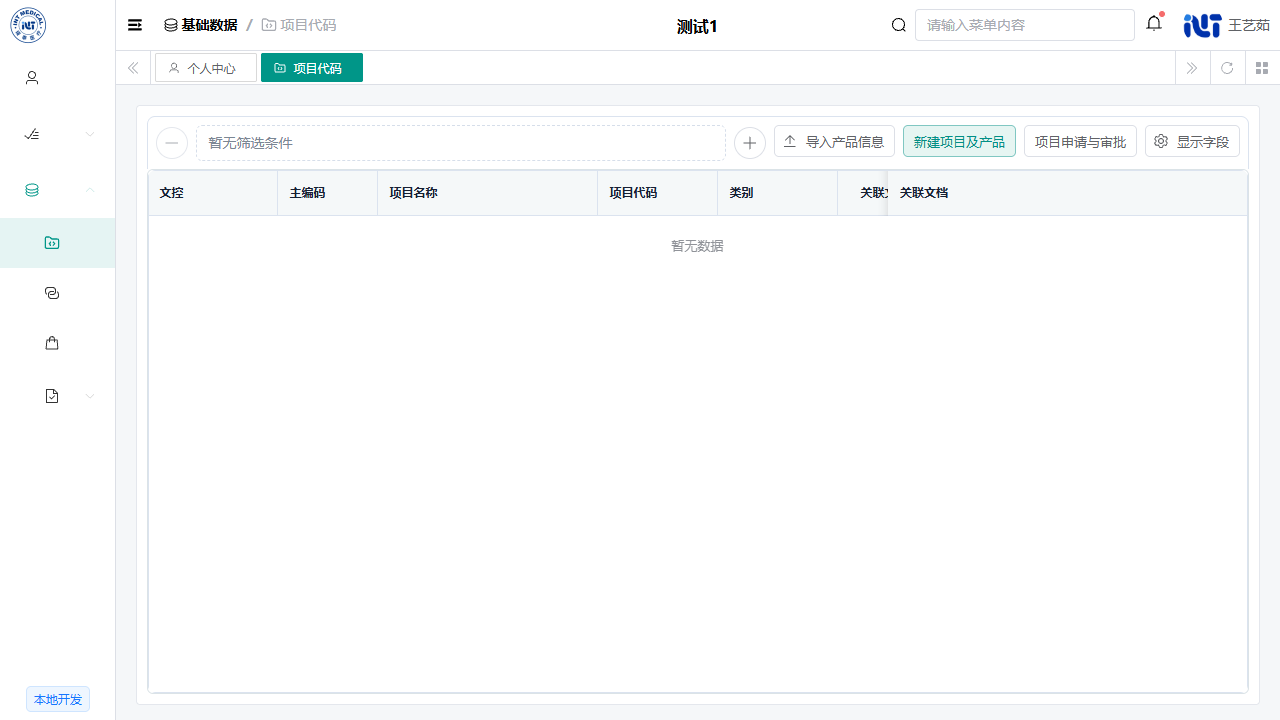 INT MEDICAL
基础数据 / 项目代码
测试1
请输入菜单内容
王艺茹
个人中心
项目代码
暂无筛选条件
导入产品信息
新建项目及产品
项目申请与审批
显示字段
文控
主编码
项目名称
项目代码
类别
关联
关联文档
暂无数据
本地开发